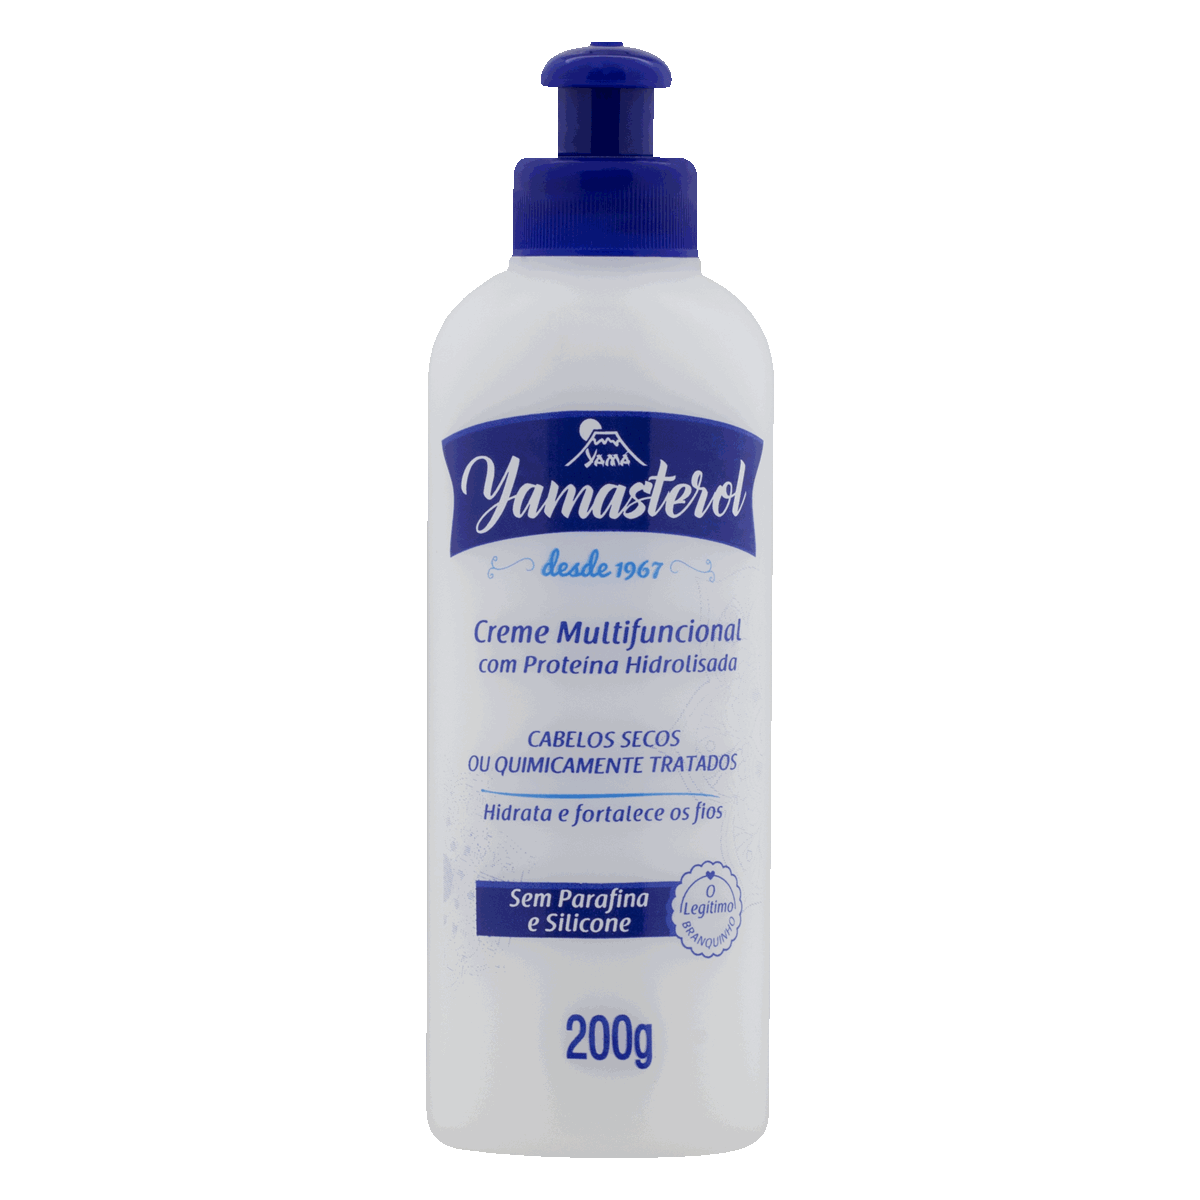 YAMA
Yamasterol
desde 1967
Creme Multifuncional
com Proteína Hidrolisada
CABELOS SECOS
OU QUIMICAMENTE TRATADOS
Hidrata e fortalece os fios
Sem Parafina
e Silicone
O
Legítimo
BRANQUINHO
200g